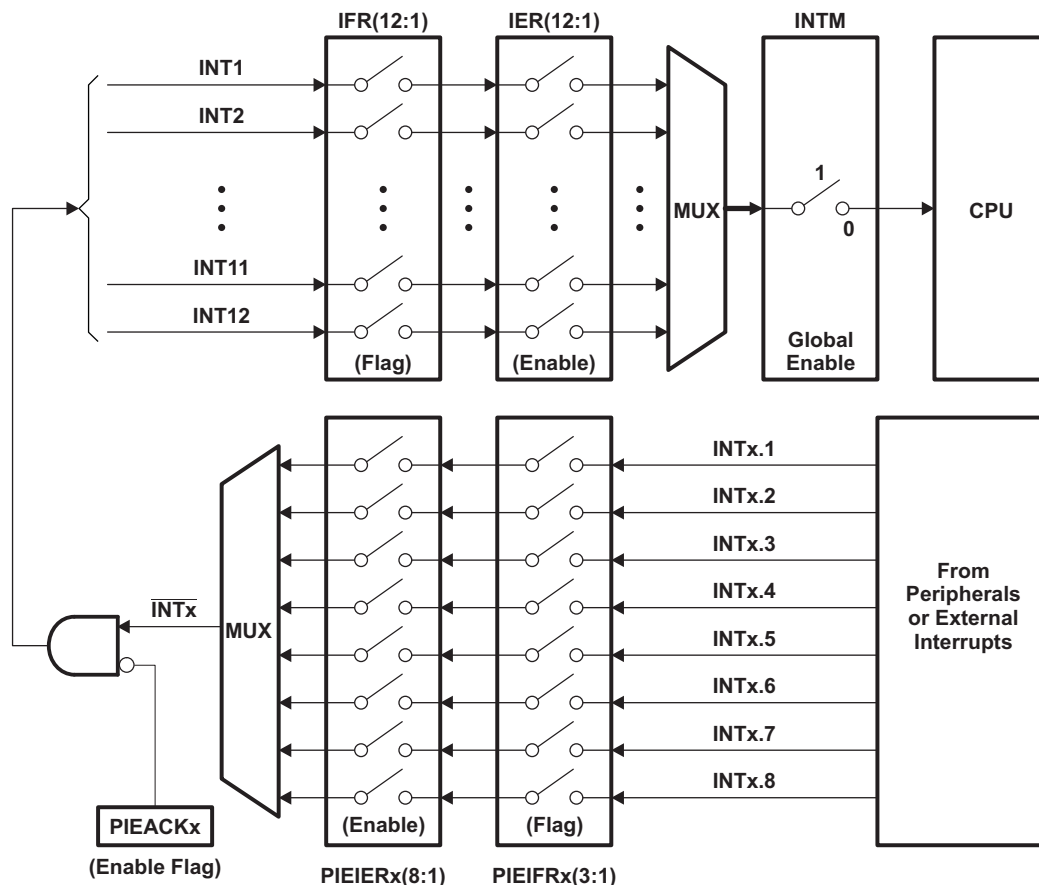 IFR(12:1)
IER(12:1)
INTM
INT1
INT2
INT11
INT12
(Flag)
(Enable)
MUX
1
0
Global
Enable
CPU
INTx.1
INTx.2
INTx.3
INTx.4
INTx.5
INTx.6
INTx.7
INTx.8
From
Peripherals
or External
Interrupts
INTx
MUX
PIEACKx
(Enable Flag)
(Enable)
(Flag)
PIEIERx(8:1)
PIEIFRx(3:1)